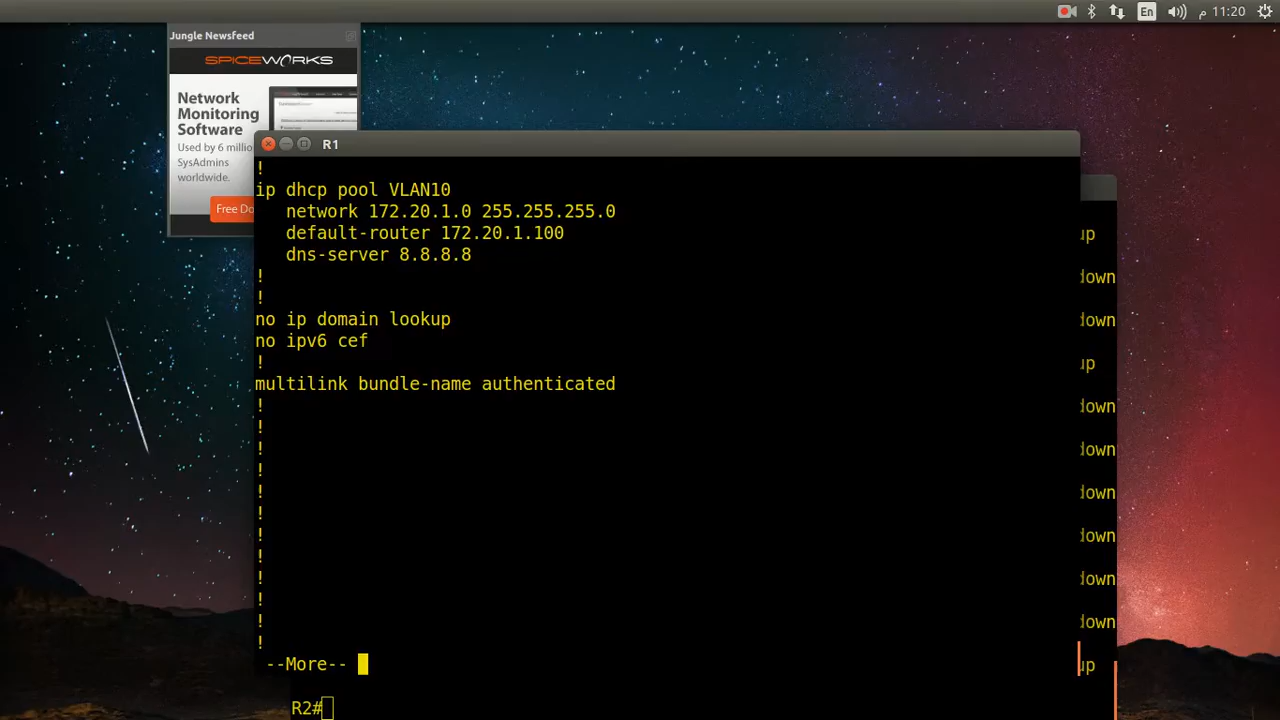 En م 11:20
Jungle Newsfeed
SPICEWORKS
Network
Monitoring
Software
Used by 6
SysAdmins
worldwide.
Free
R1
!
ip dhcp pool VLAN10
network 172.20.1.0 255.255.255.0
default-router 172.20.1.100
dns-server 8.8.8.8
!
!
no ip domain lookup
no ipv6 cef
!
multilink bundle-name authenticated
!
!
!
!
!
!
!
!
!
!
!
!
--More--
up
down
down
up
down
down
down
down
down
down
up
R2#